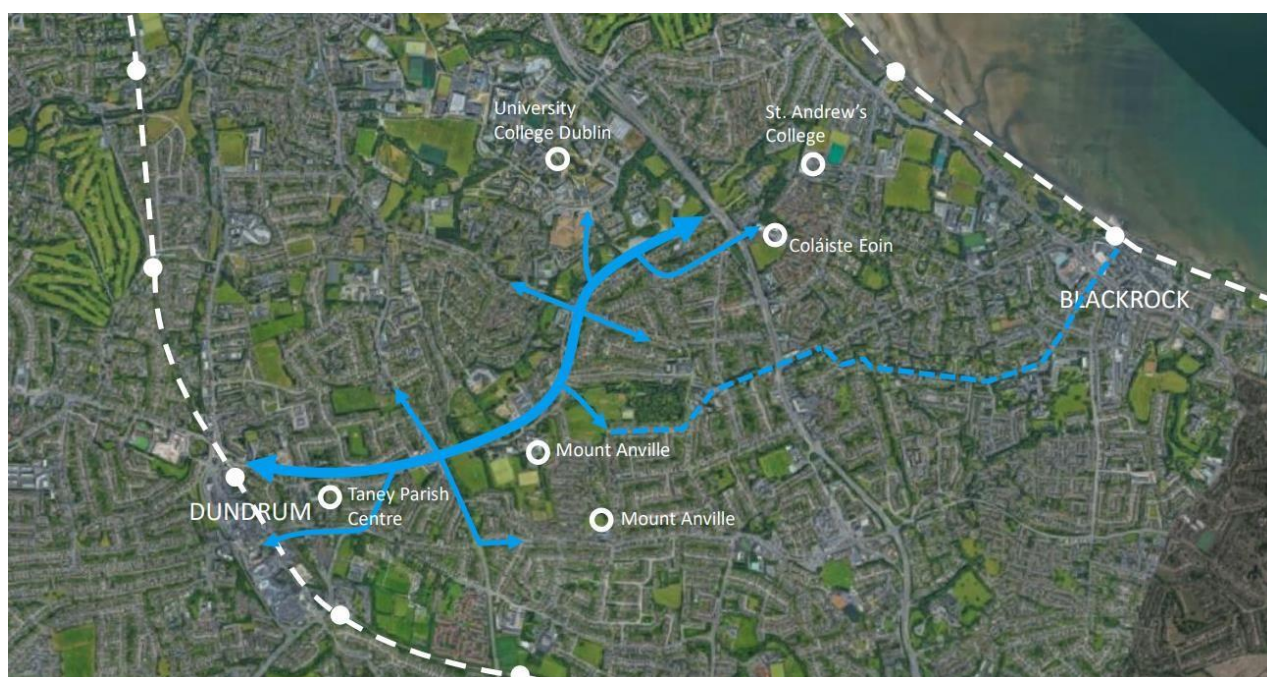 University
College Dublin
St. Andrew's
College
Coláiste Eoin
BLACKROCK
Mount Anville
Taney Parish
Centre
DUNDRUM
Mount Anville